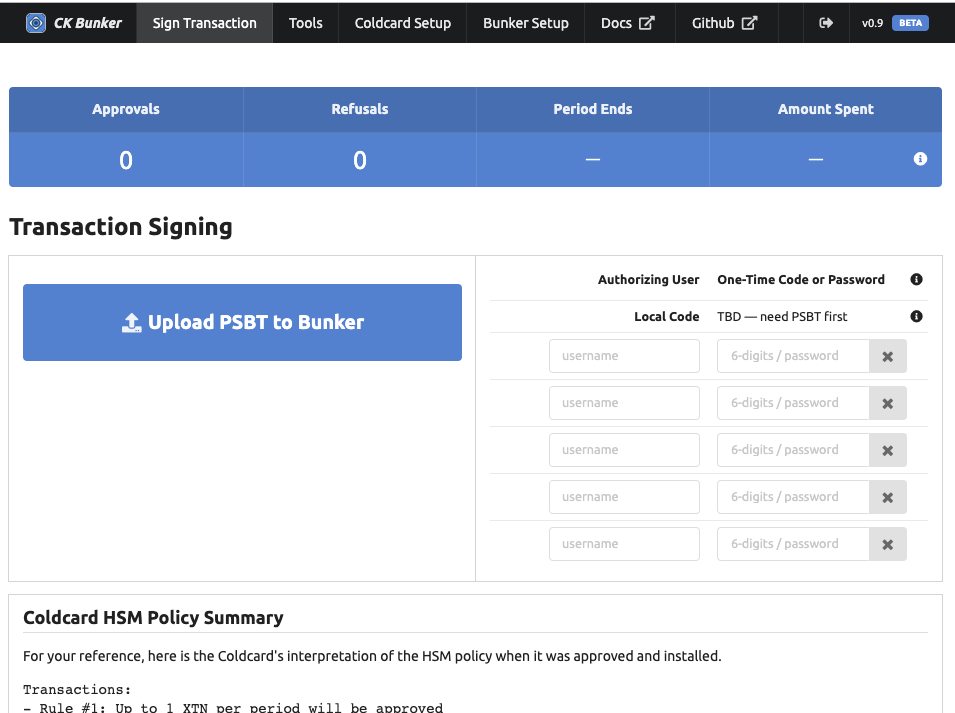 CK Bunker Sign Transaction Tools Coldcard Setup Bunker Setup Docs Github v0.9 BETA
Approvals Refusals Period Ends Amount Spent
0 0 — —
Transaction Signing
Upload PSBT to Bunker
Authorizing User One-Time Code or Password
Local Code TBD — need PSBT first
username 6-digits / password
username 6-digits / password
username 6-digits / password
username 6-digits / password
username 6-digits / password
Coldcard HSM Policy Summary
For your reference, here is the Coldcard's interpretation of the HSM policy when it was approved and installed.
Transactions:
- Rule #1: Up to 1 XTN per period will be approved